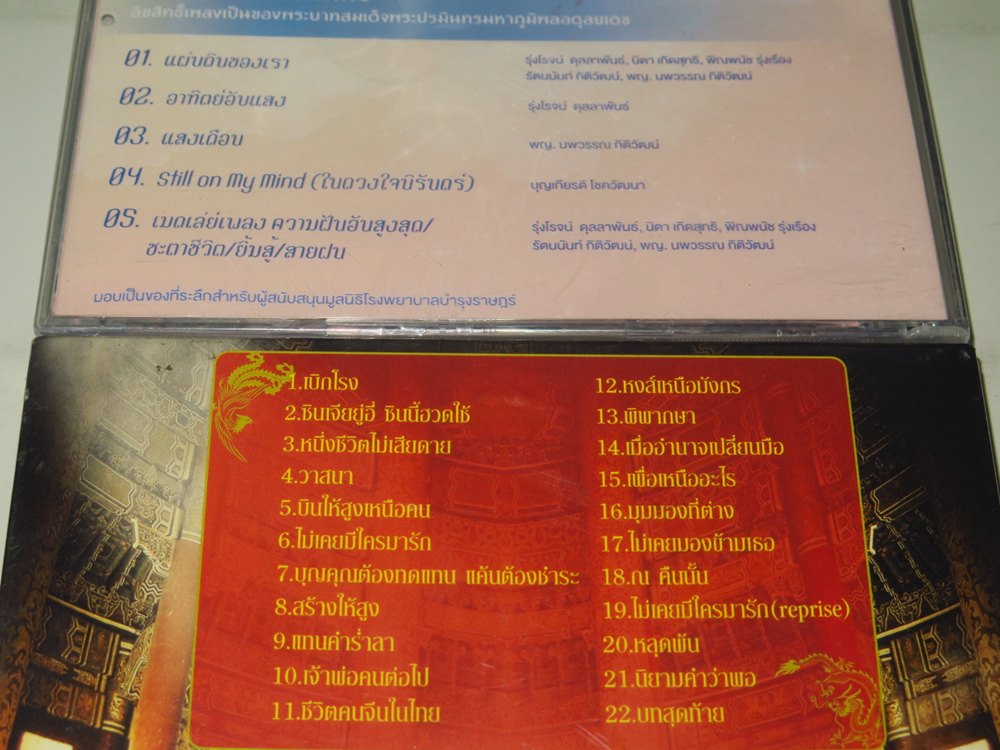 ลิขสิทธิ์เพลงเป็นของพระบาทสมเด็จพระปรมินทรมหาภูมิพลอดุลยเดช
01. แผ่นดินของเรา
รุ่งโรจน์ ดุลลาพันธ์, นิตา เกิดสุทธิ, พิณพนัช รุ่งเรือง
รัตนนันท์ กิติวัฒน์, พญ. นพวรรณ กิติวัฒน์
02. อาทิตย์อับแสง
รุ่งโรจน์ ดุลลาพันธ์
03. แสงเดือน
พญ. นพวรรณ กิติวัฒน์
04. Still on My Mind (ในดวงใจนิรันดร์)
บุญเกียรติ โชควัฒนา
05. เมดเล่ย์เพลง ความฝันอันสูงสุด/
ชะตาชีวิต/ยิ้มสู้/สายฝน
รุ่งโรจน์ ดุลลาพันธ์, นิตา เกิดสุทธิ, พิณพนัช รุ่งเรือง
รัตนนันท์ กิติวัฒน์, พญ. นพวรรณ กิติวัฒน์
มอบเป็นของที่ระลึกสำหรับผู้สนับสนุนมูลนิธิโรงพยาบาลบำรุงราษฎร์
1.เบิกโรง
2.ซินเจียยู่อี่ ซินนี้ฮวดใช้
3.หนึ่งชีวิตไม่เสียดาย
4.วาสนา
5.บินให้สูงเหนือคน
6.ไม่เคยมีใครมารัก
7.บุญคุณต้องทดแทน แค้นต้องชำระ
8.สร้างให้สูง
9.แทนคำร่ำลา
10.เจ้าพ่อคนต่อไป
11.ชีวิตคนจีนในไทย
12.หงส์เหนือมังกร
13.พิพากษา
14.เมื่ออำนาจเปลี่ยนมือ
15.เพื่อเหนืออะไร
16.มุมมองที่ต่าง
17.ไม่เคยมองข้ามเธอ
18.ณ คืนนั้น
19.ไม่เคยมีใครมารัก(reprise)
20.หลุดพ้น
21.นิยามคำว่าพอ
22.บทสุดท้าย